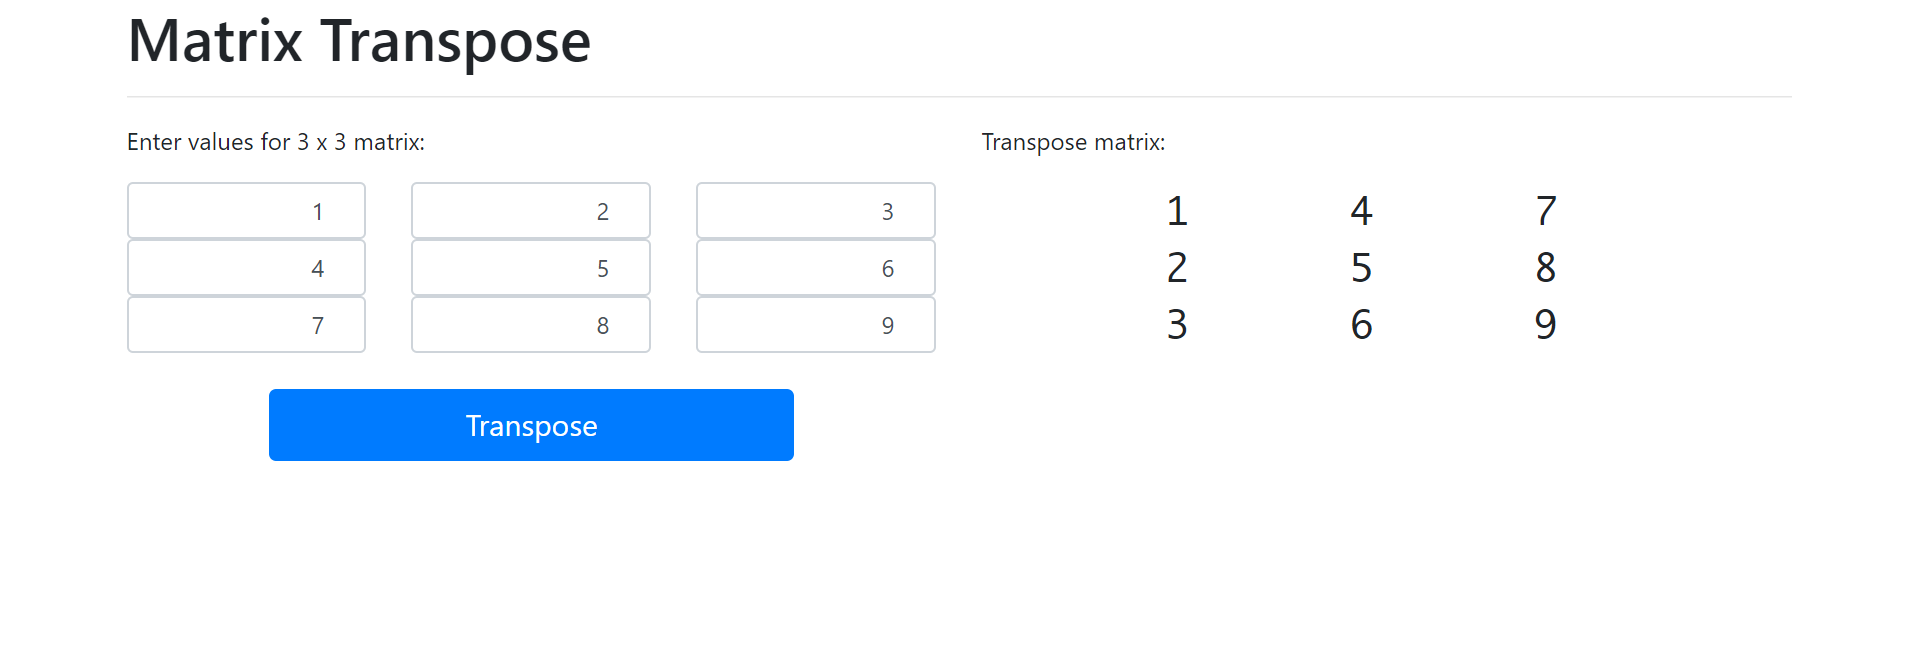 Matrix Transpose
Enter values for 3 x 3 matrix:
1 2 3
4 5 6
7 8 9
Transpose
Transpose matrix:
1 4 7
2 5 8
3 6 9